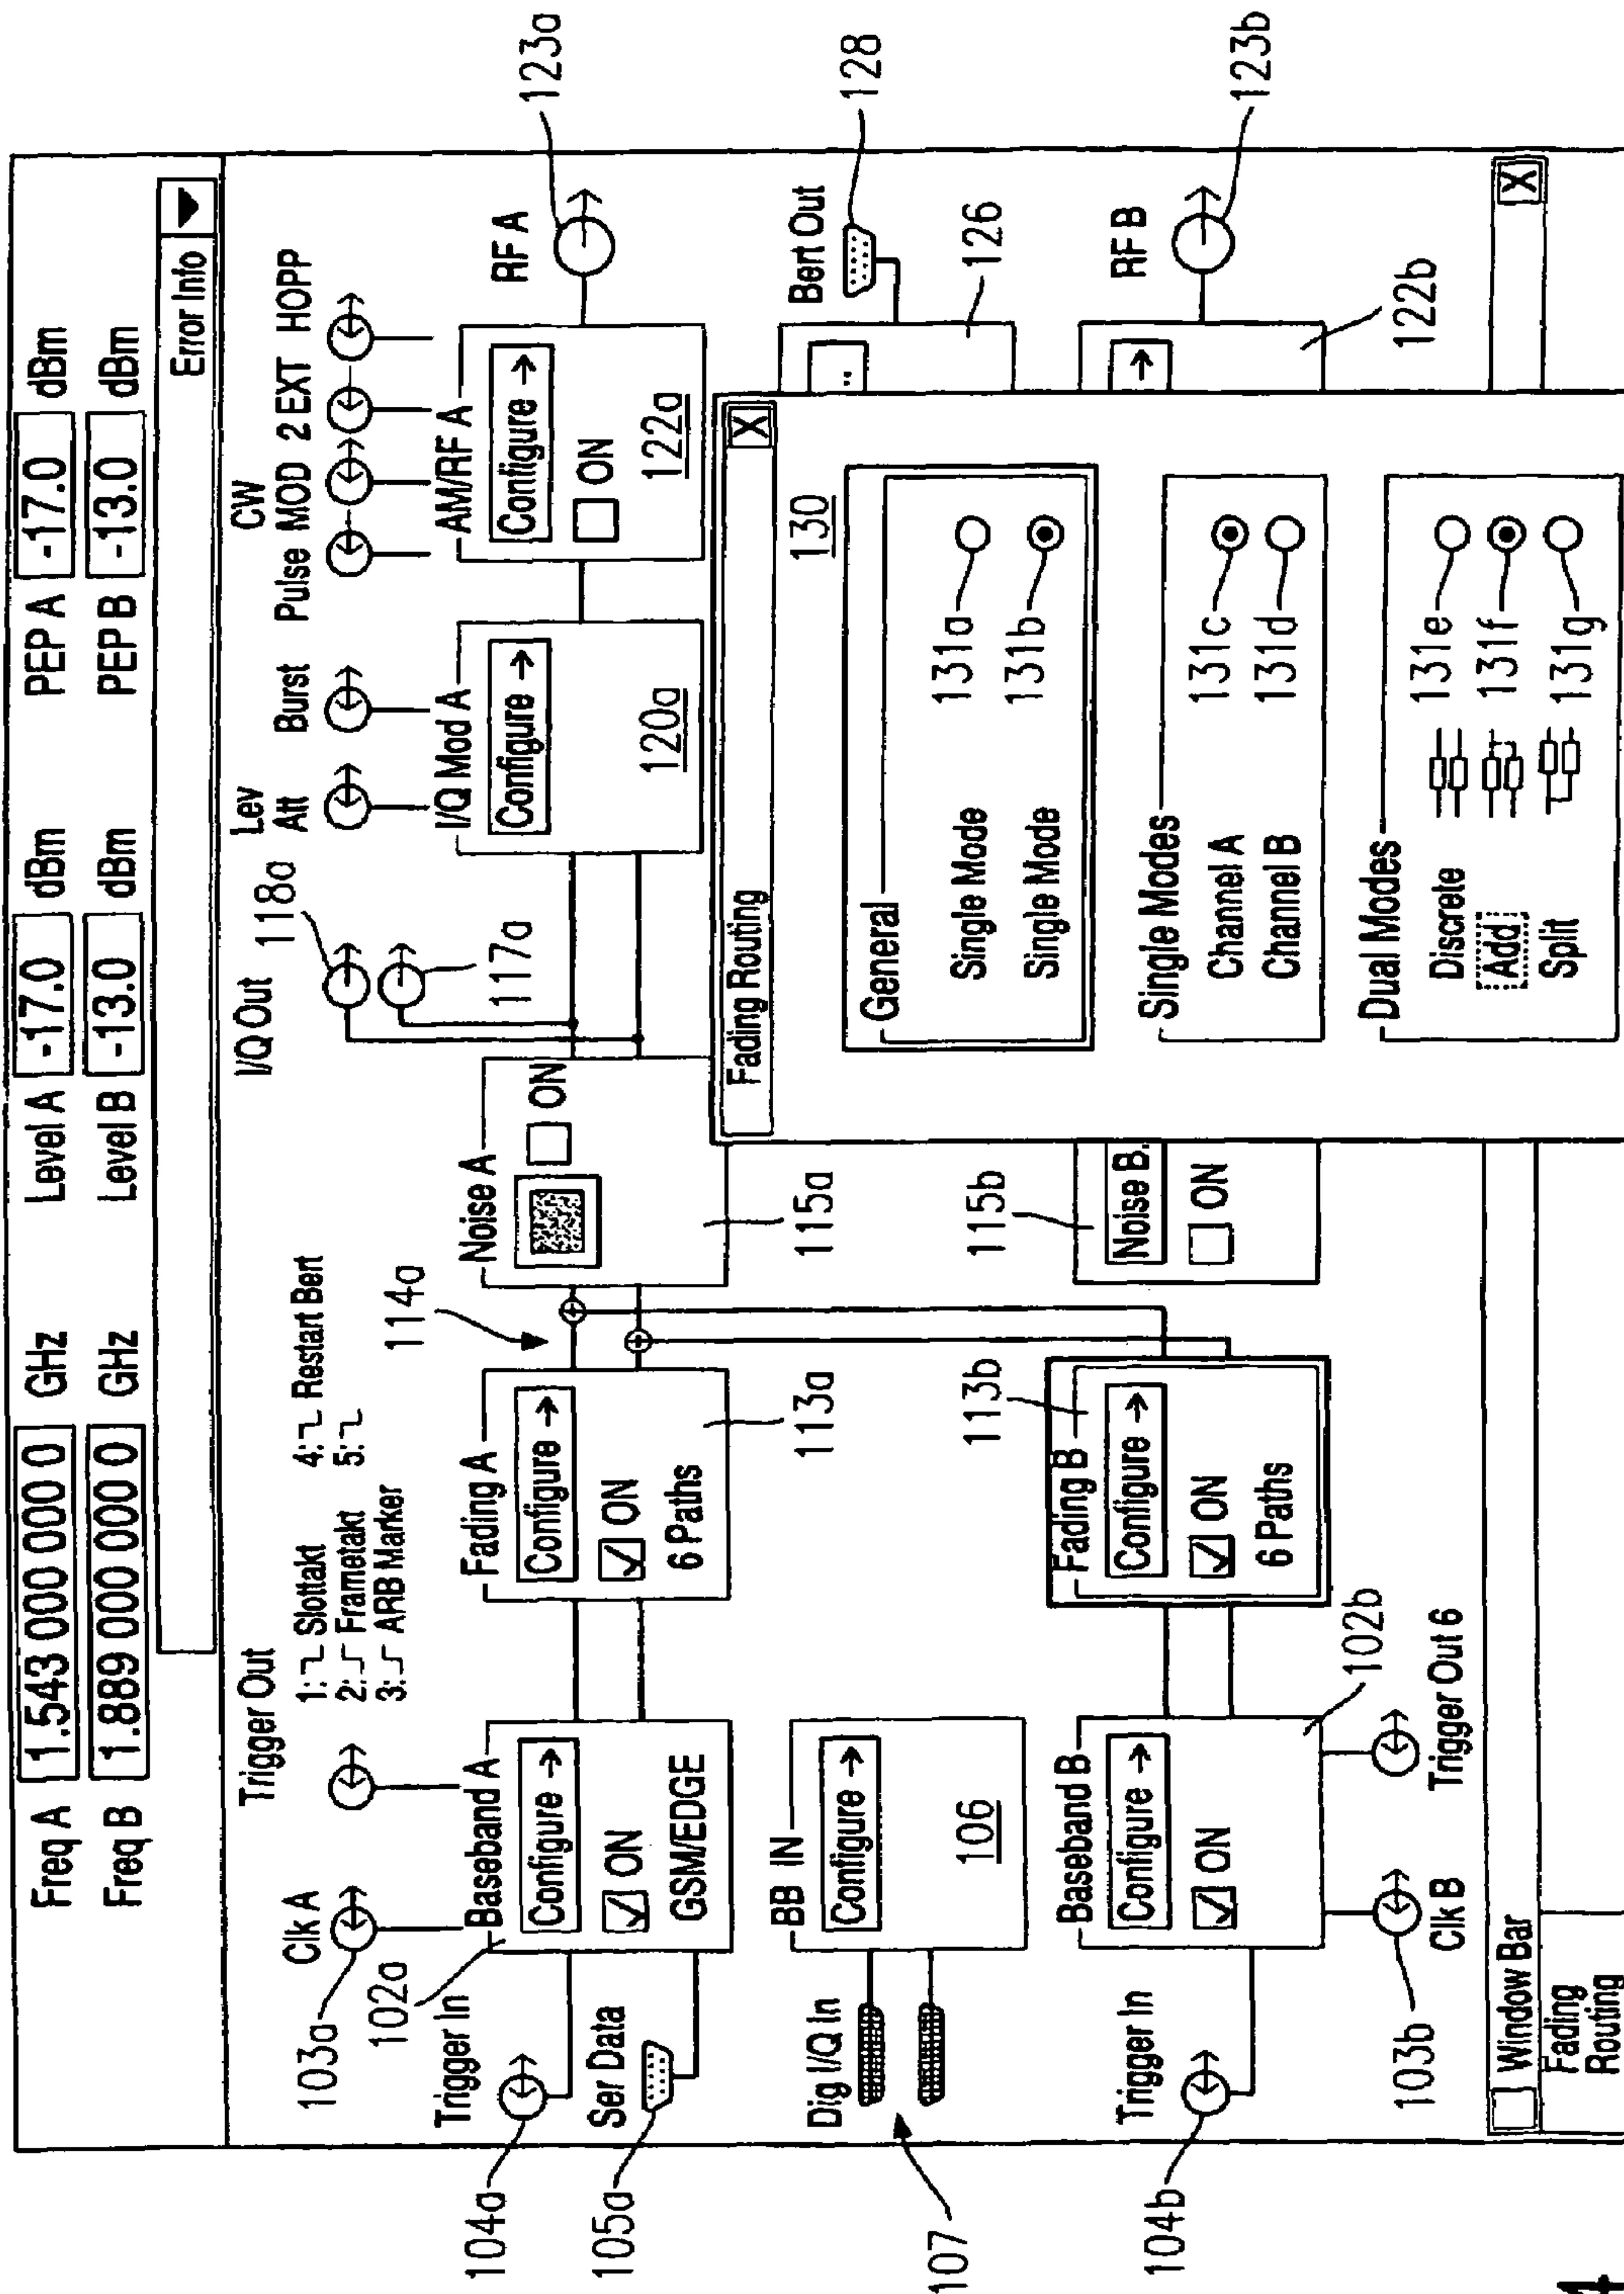 Freq A 1.543 000 000 0 GHz Level A -17.0 dBm PEP A -17.0 dBm
Freq B 1.889 000 000 0 GHz Level B -13.0 dBm PEP B -13.0 dBm
Error Info
Trigger Out
1: Slottakt 4: Restart Bert
2: Frametakt 5:
3: ARB Marker
I/Q Out
118a
117a
Lev
Att
Burst
CW
Pulse MOD 2 EXT HOPP
Clk A
103a
102a
Trigger In
104a
Ser Data
105a
Baseband A
Configure →
ON
GSM/EDGE
Fading A
Configure →
ON
6 Paths
113a
114a
Noise A
ON
115a
I/Q Mod A
Configure →
120a
AM/RF A
Configure →
ON
122a
RF A
123a
Dig I/Q In
107
BB IN
Configure →
106
Bert Out
128
..
126
Trigger In
104b
Baseband B
Configure →
ON
102b
Clk B
103b
Trigger Out 6
Fading B
113b
Configure →
ON
6 Paths
115b
Noise B.
ON
→
RF B
123b
122b
Fading Routing X
130
General
Single Mode 131a
Single Mode 131b
Single Modes
Channel A 131c
Channel B 131d
Dual Modes
Discrete 131e
Add 131f
Split 131g
Window Bar X
Fading
Routing